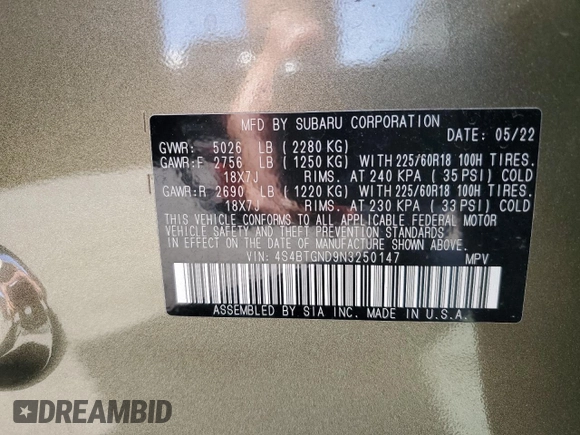 MFD BY SUBARU CORPORATION
DATE: 05/22
GVWR: 5026 LB ( 2280 KG)
GAWR:F 2756 LB ( 1250 KG) WITH 225/60R18 100H TIRES.
18X7J RIMS. AT 240 KPA ( 35 PSI) COLD
GAWR:R 2690 LB ( 1220 KG) WITH 225/60R18 100H TIRES.
18X7J RIMS. AT 230 KPA ( 33 PSI) COLD
THIS VEHICLE CONFORMS TO ALL APPLICABLE FEDERAL MOTOR
VEHICLE SAFETY AND BUMPER STANDARDS
IN EFFECT ON THE DATE OF MANUFACTURE SHOWN ABOVE.
VIN: 4S4BTGND9N3250147 MPV
ASSEMBLED BY SIA INC. MADE IN U.S.A.
DREAMBID